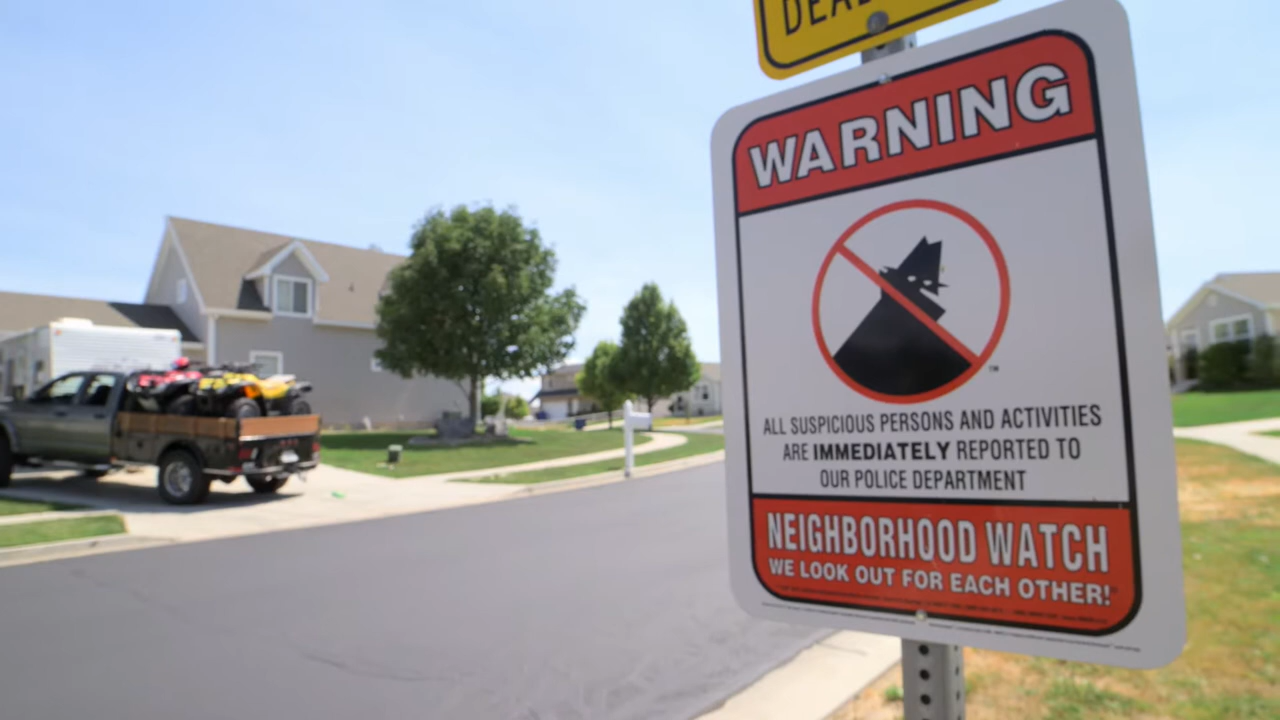 WARNING
™
ALL SUSPICIOUS PERSONS AND ACTIVITIES
ARE IMMEDIATELY REPORTED TO
OUR POLICE DEPARTMENT
NEIGHBORHOOD WATCH
WE LOOK OUT FOR EACH OTHER!